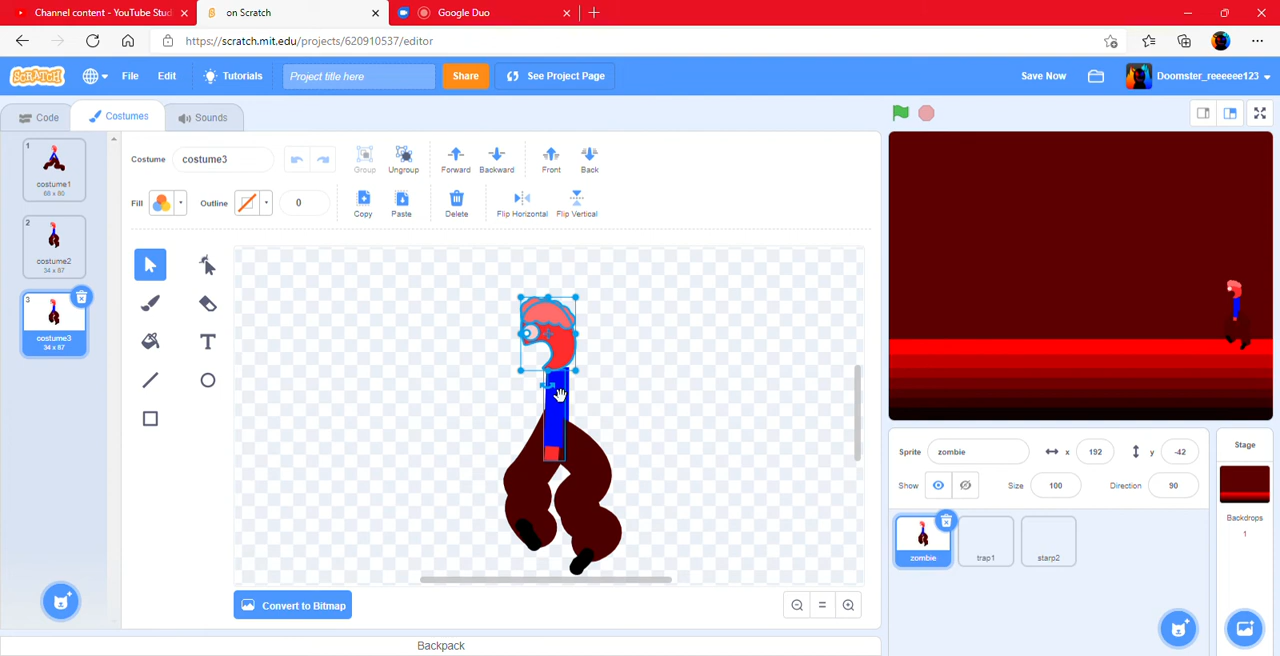 Channel content - YouTube Stud
on Scratch
Google Duo
https://scratch.mit.edu/projects/620910537/editor
SCRATCH
File
Edit
Tutorials
Project title here
Share
See Project Page
Save Now
Doomster_reeeeee123
Code
Costumes
Sounds
1
costume1
68 x 80
2
costume2
34 x 87
3
costume3
34 x 87
Costume
costume3
Group
Ungroup
Forward
Backward
Front
Back
Fill
Outline
0
Copy
Paste
Delete
Flip Horizontal
Flip Vertical
T
Convert to Bitmap
Backpack
Sprite
zombie
x
192
y
-42
Show
Size
100
Direction
90
zombie
trap1
starp2
Stage
Backdrops
1